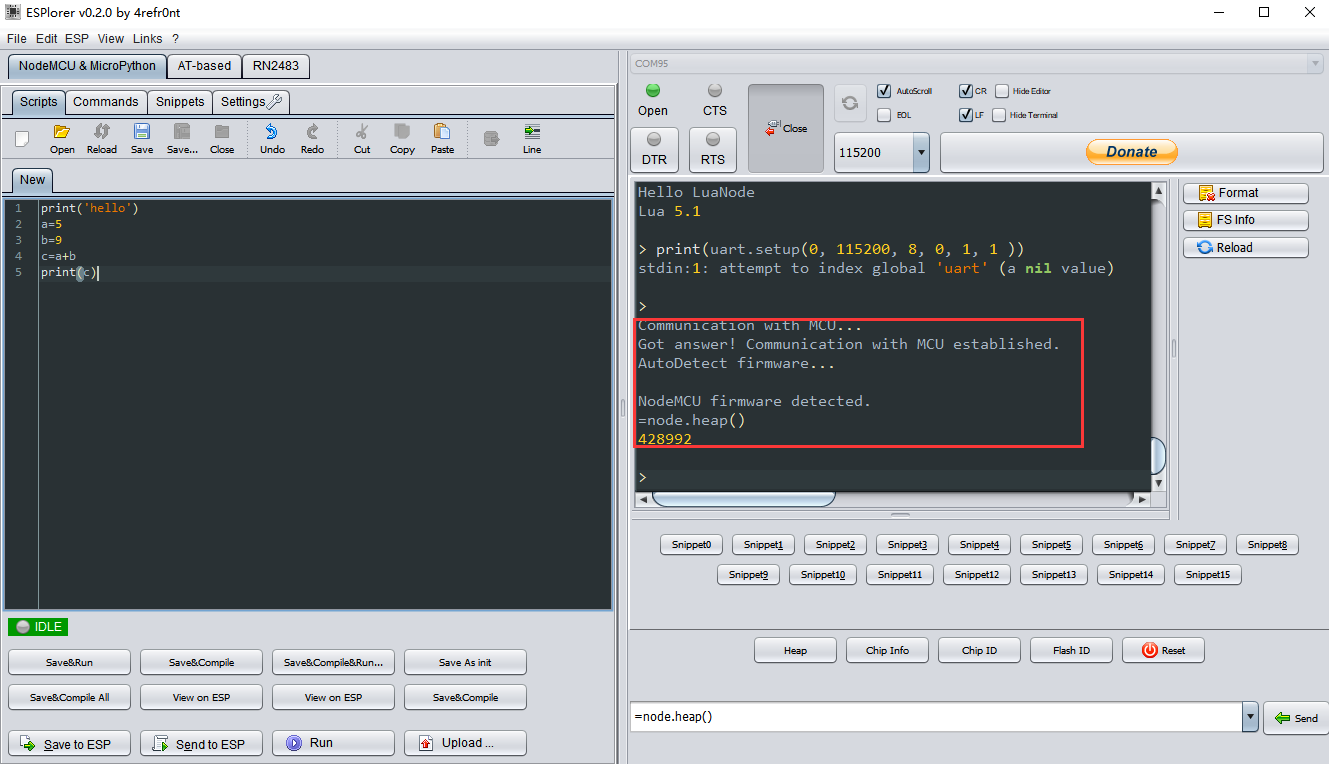 ESPlorer v0.2.0 by 4refr0nt
File Edit ESP View Links ?
NodeMCU & MicroPython AT-based RN2483
Scripts Commands Snippets Settings
Open Reload Save Save... Close Undo Redo Cut Copy Paste Line
New
1 print('hello')
2 a=5
3 b=9
4 c=a+b
5 print(c)
IDLE
Save&Run Save&Compile Save&Compile&Run... Save As init
Save&Compile All View on ESP View on ESP Save&Compile
Save to ESP Send to ESP Run Upload ...
COM95
Open CTS Close AutoScroll CR Hide Editor
EOL LF Hide Terminal
DTR RTS 115200 Donate
Hello LuaNode
Lua 5.1
> print(uart.setup(0, 115200, 8, 0, 1, 1 ))
stdin:1: attempt to index global 'uart' (a nil value)
>
Communication with MCU...
Got answer! Communication with MCU established.
AutoDetect firmware...
NodeMCU firmware detected.
=node.heap()
428992
>
Format
FS Info
Reload
Snippet0 Snippet1 Snippet2 Snippet3 Snippet4 Snippet5 Snippet6 Snippet7 Snippet8
Snippet9 Snippet10 Snippet11 Snippet12 Snippet13 Snippet14 Snippet15
Heap Chip Info Chip ID Flash ID Reset
=node.heap() Send